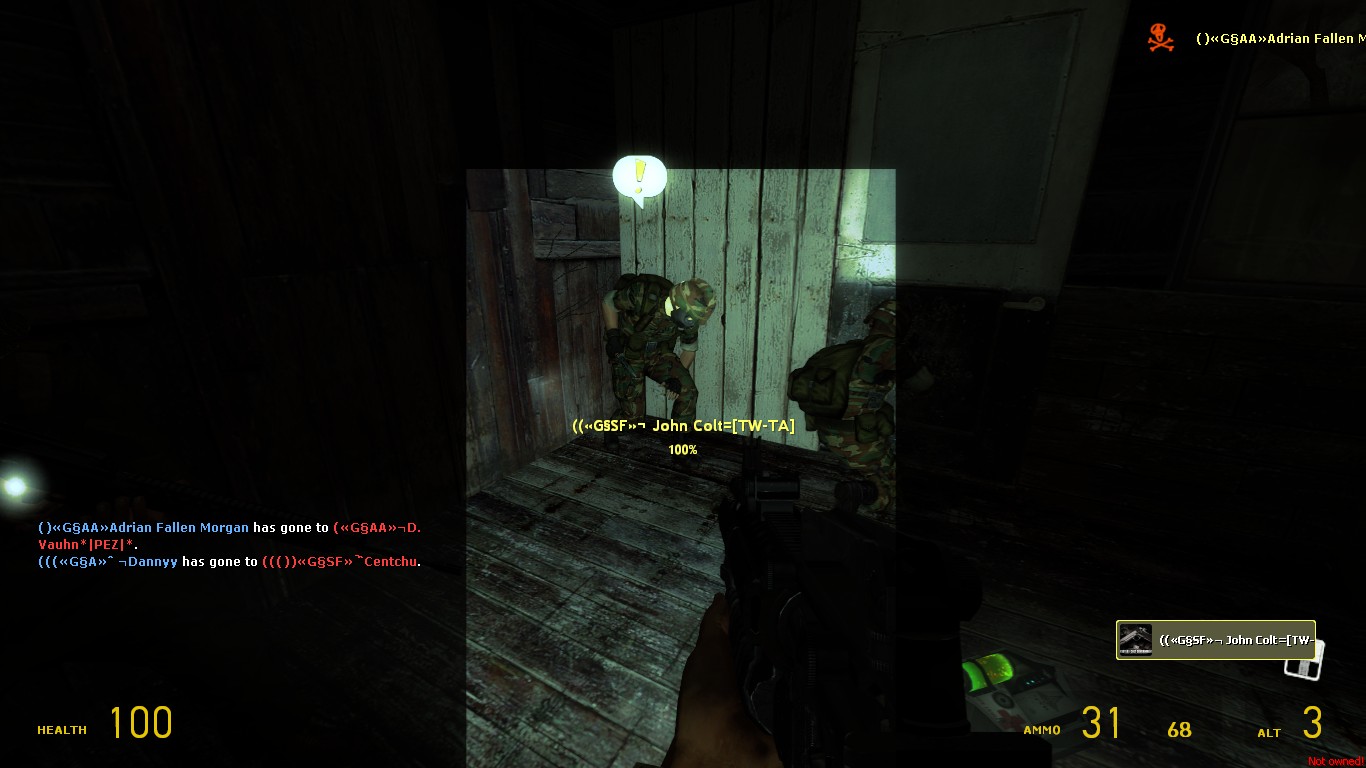 ()«G§AA»Adrian Fallen M
((«G§SF»¬ John Colt=[TW-TA]
100%
()«G§AA»Adrian Fallen Morgan has gone to («G§AA»¬D.
Vauhn*|PEZ|*.
(((«G§A»ˆ ¬Dannyy has gone to ((())«G§SF»˜ˆCentchu.
((«G§SF»¬ John Colt=[TW-
HEALTH 100
AMMO 31 68 ALT 3
Not owned!